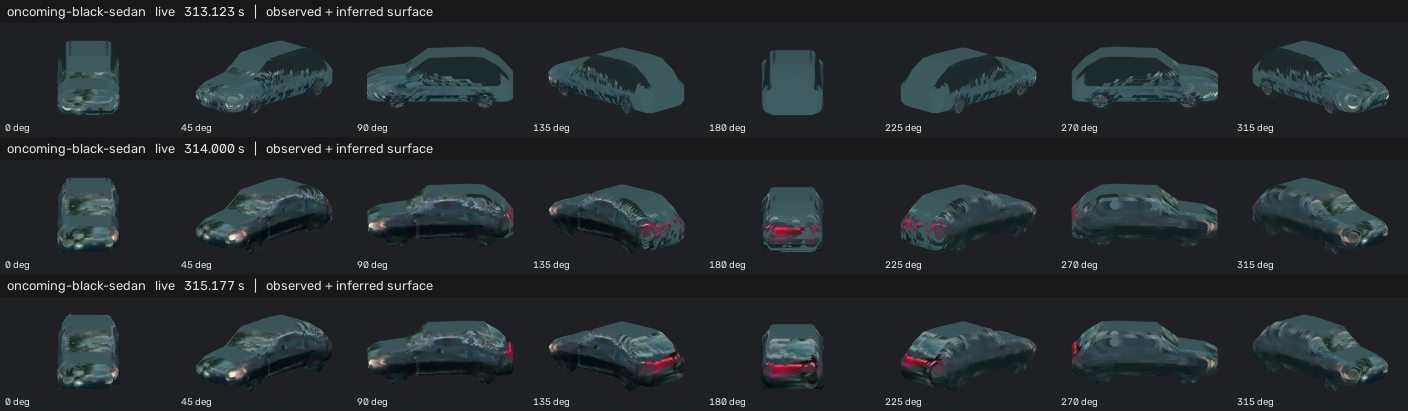 oncoming-black-sedan live 313.123 s | observed + inferred surface
0 deg 45 deg 90 deg 135 deg 180 deg 225 deg 270 deg 315 deg
oncoming-black-sedan live 314.000 s | observed + inferred surface
0 deg 45 deg 90 deg 135 deg 180 deg 225 deg 270 deg 315 deg
oncoming-black-sedan live 315.177 s | observed + inferred surface
0 deg 45 deg 90 deg 135 deg 180 deg 225 deg 270 deg 315 deg